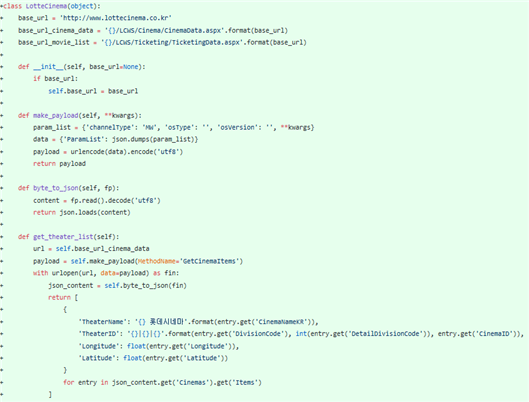 +class LotteCinema(object):
+    base_url = 'http://www.lottecinema.co.kr'
+    base_url_cinema_data = '{}/LCWS/Cinema/CinemaData.aspx'.format(base_url)
+    base_url_movie_list = '{}/LCWS/Ticketing/TicketingData.aspx'.format(base_url)
+
+    def __init__(self, base_url=None):
+        if base_url:
+            self.base_url = base_url
+
+    def make_payload(self, **kwargs):
+        param_list = {'channelType': 'MW', 'osType': '', 'osVersion': '', **kwargs}
+        data = {'ParamList': json.dumps(param_list)}
+        payload = urlencode(data).encode('utf8')
+        return payload
+
+    def byte_to_json(self, fp):
+        content = fp.read().decode('utf8')
+        return json.loads(content)
+
+    def get_theater_list(self):
+        url = self.base_url_cinema_data
+        payload = self.make_payload(MethodName='GetCinemaItems')
+        with urlopen(url, data=payload) as fin:
+            json_content = self.byte_to_json(fin)
+            return [
+                {
+                    'TheaterName': '{} 롯데시네마'.format(entry.get('CinemaNameKR')),
+                    'TheaterID': '{}|{}|{}'.format(entry.get('DivisionCode'), int(entry.get('DetailDivisionCode')), entry.get('CinemaID')),
+                    'Longitude': float(entry.get('Longitude')),
+                    'Latitude': float(entry.get('Latitude'))
+                }
+                for entry in json_content.get('Cinemas').get('Items')
+            ]